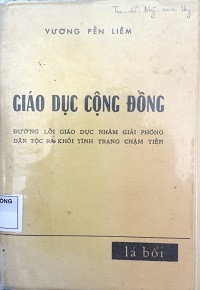 VƯƠNG PỂN LIÊM
GIÁO DỤC CỘNG ĐỒNG
ĐƯỜNG LỐI GIÁO DỤC NHẰM GIẢI PHÓNG
DÂN TỘC RA KHỎI TÌNH TRẠNG CHẬM TIẾN
ÔNG
lá bối